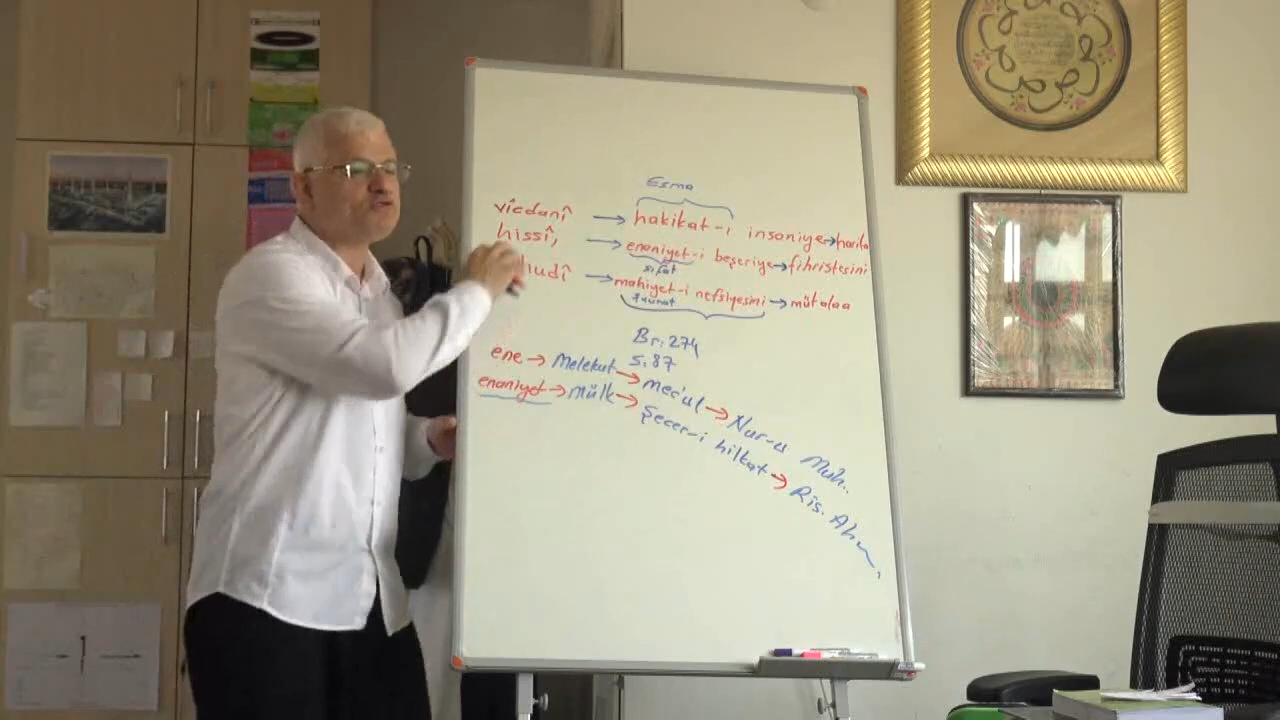 Esma
vicdanî → hakikat-i insaniye → harita
hissî, → enaniyet-i beşeriye → fihristesini
sıfat
hudî → mahiyet-i nefsiyesini → mütalaa
Br: 274
S: 87
ene → Melekut → mec'ul → Nur-u Muh..
enaniyet → Mülk → Şecer-i hilkat → Ris. Ahm.